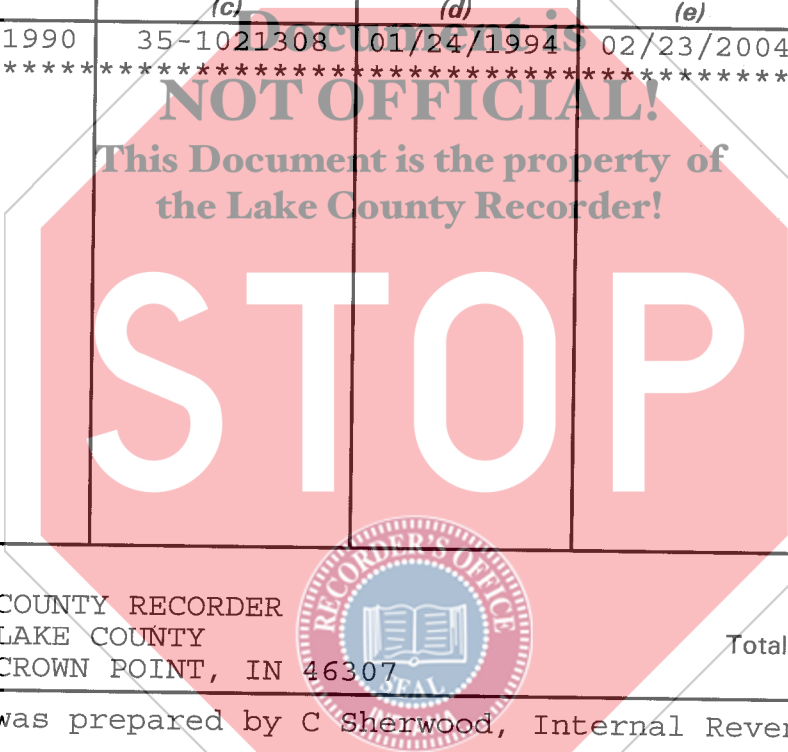 (c) (d) (e)
Document is
1990 35-1021308 01/24/1994 02/23/2004
*****************************************************
NOT OFFICIAL!
This Document is the property of
the Lake County Recorder!
STOP
RECORDER'S OFFICE
COUNTY RECORDER
LAKE COUNTY
Total
CROWN POINT, IN 46307
SEAL
was prepared by C Sherwood, Internal Rever